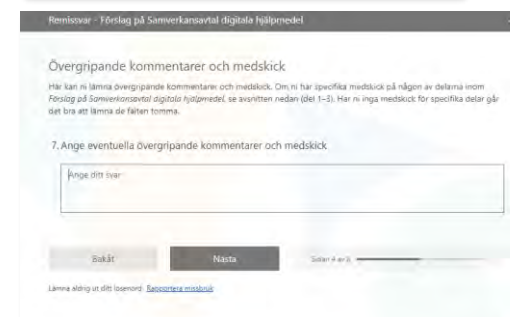 Remissvar - Förslag på Samverkansavtal digitala hjälpmedel
Övergripande kommentarer och medskick
Här kan ni lämna övergripande kommentarer och medskick. Om ni har specifika medskick på någon av delarna inom
Förslag på Samverkansavtal digitala hjälpmedel, se avsnitten nedan (del 1-5). Har ni inga medskick för specifika delar går
det bra att lämna de fälten tomma.
7. Ange eventuella övergripande kommentarer och medskick
Ange ditt svar
Bakåt
Nästa
Sidan 4 av
Lämna aldrig ut ditt lösenord. Rapportera missbruk